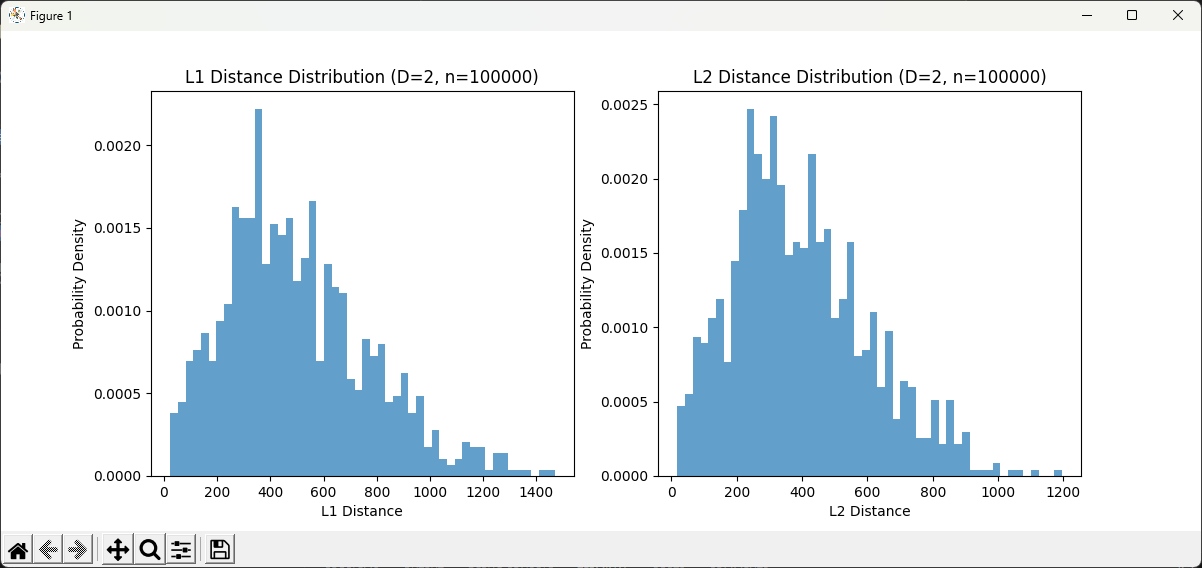 Figure 1
L1 Distance Distribution (D=2, n=100000)
Probability Density
0.0020
0.0015
0.0010
0.0005
0.0000
0 200 400 600 800 1000 1200 1400
L1 Distance
L2 Distance Distribution (D=2, n=100000)
Probability Density
0.0025
0.0020
0.0015
0.0010
0.0005
0.0000
0 200 400 600 800 1000 1200
L2 Distance